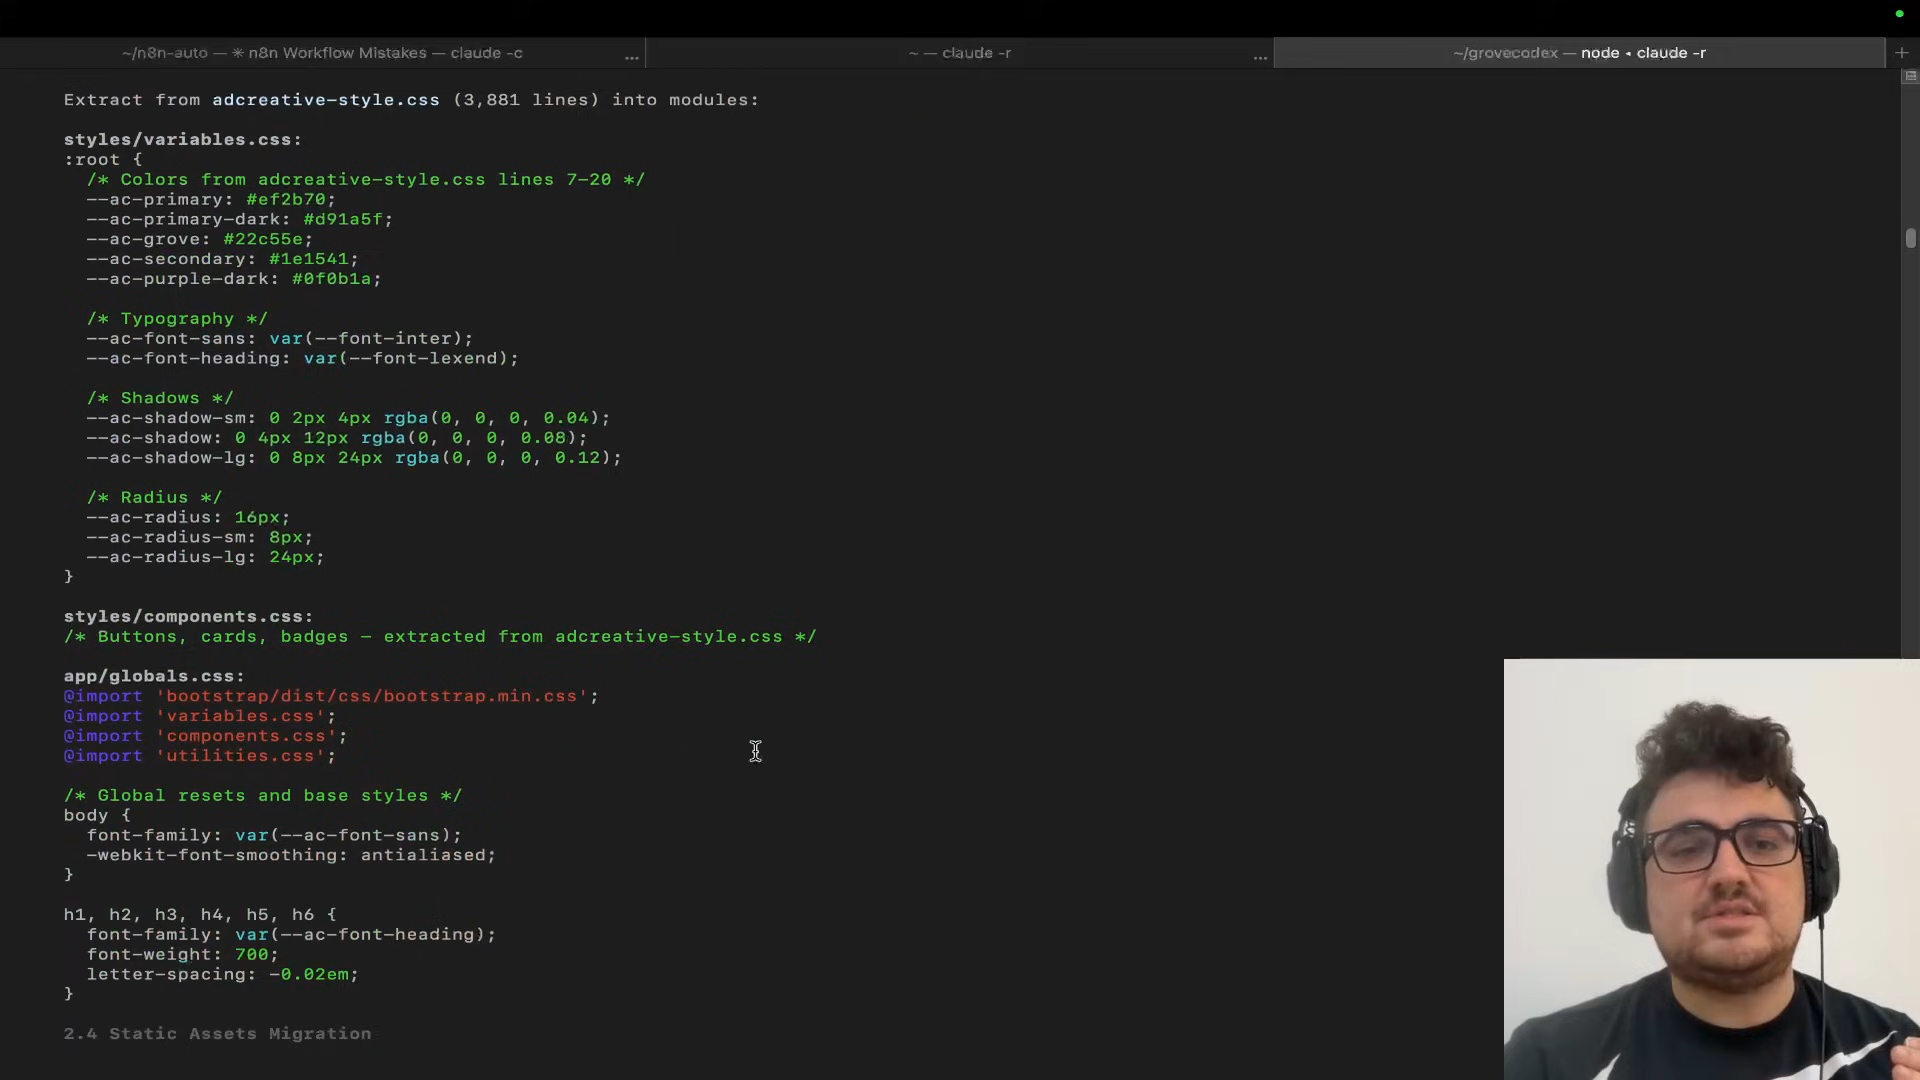 ~/n8n-auto — ✳ n8n Workflow Mistakes — claude -c
...
~ — claude -r
...
~/grovecodex — node ◂ claude -r
+
Extract from adcreative-style.css (3,881 lines) into modules:
styles/variables.css:
:root {
/* Colors from adcreative-style.css lines 7-20 */
--ac-primary: #ef2b70;
--ac-primary-dark: #d91a5f;
--ac-grove: #22c55e;
--ac-secondary: #1e1541;
--ac-purple-dark: #0f0b1a;
/* Typography */
--ac-font-sans: var(--font-inter);
--ac-font-heading: var(--font-lexend);
/* Shadows */
--ac-shadow-sm: 0 2px 4px rgba(0, 0, 0, 0.04);
--ac-shadow: 0 4px 12px rgba(0, 0, 0, 0.08);
--ac-shadow-lg: 0 8px 24px rgba(0, 0, 0, 0.12);
/* Radius */
--ac-radius: 16px;
--ac-radius-sm: 8px;
--ac-radius-lg: 24px;
}
styles/components.css:
/* Buttons, cards, badges — extracted from adcreative-style.css */
app/globals.css:
@import 'bootstrap/dist/css/bootstrap.min.css';
@import 'variables.css';
@import 'components.css';
@import 'utilities.css';
/* Global resets and base styles */
body {
font-family: var(--ac-font-sans);
-webkit-font-smoothing: antialiased;
}
h1, h2, h3, h4, h5, h6 {
font-family: var(--ac-font-heading);
font-weight: 700;
letter-spacing: -0.02em;
}
2.4 Static Assets Migration